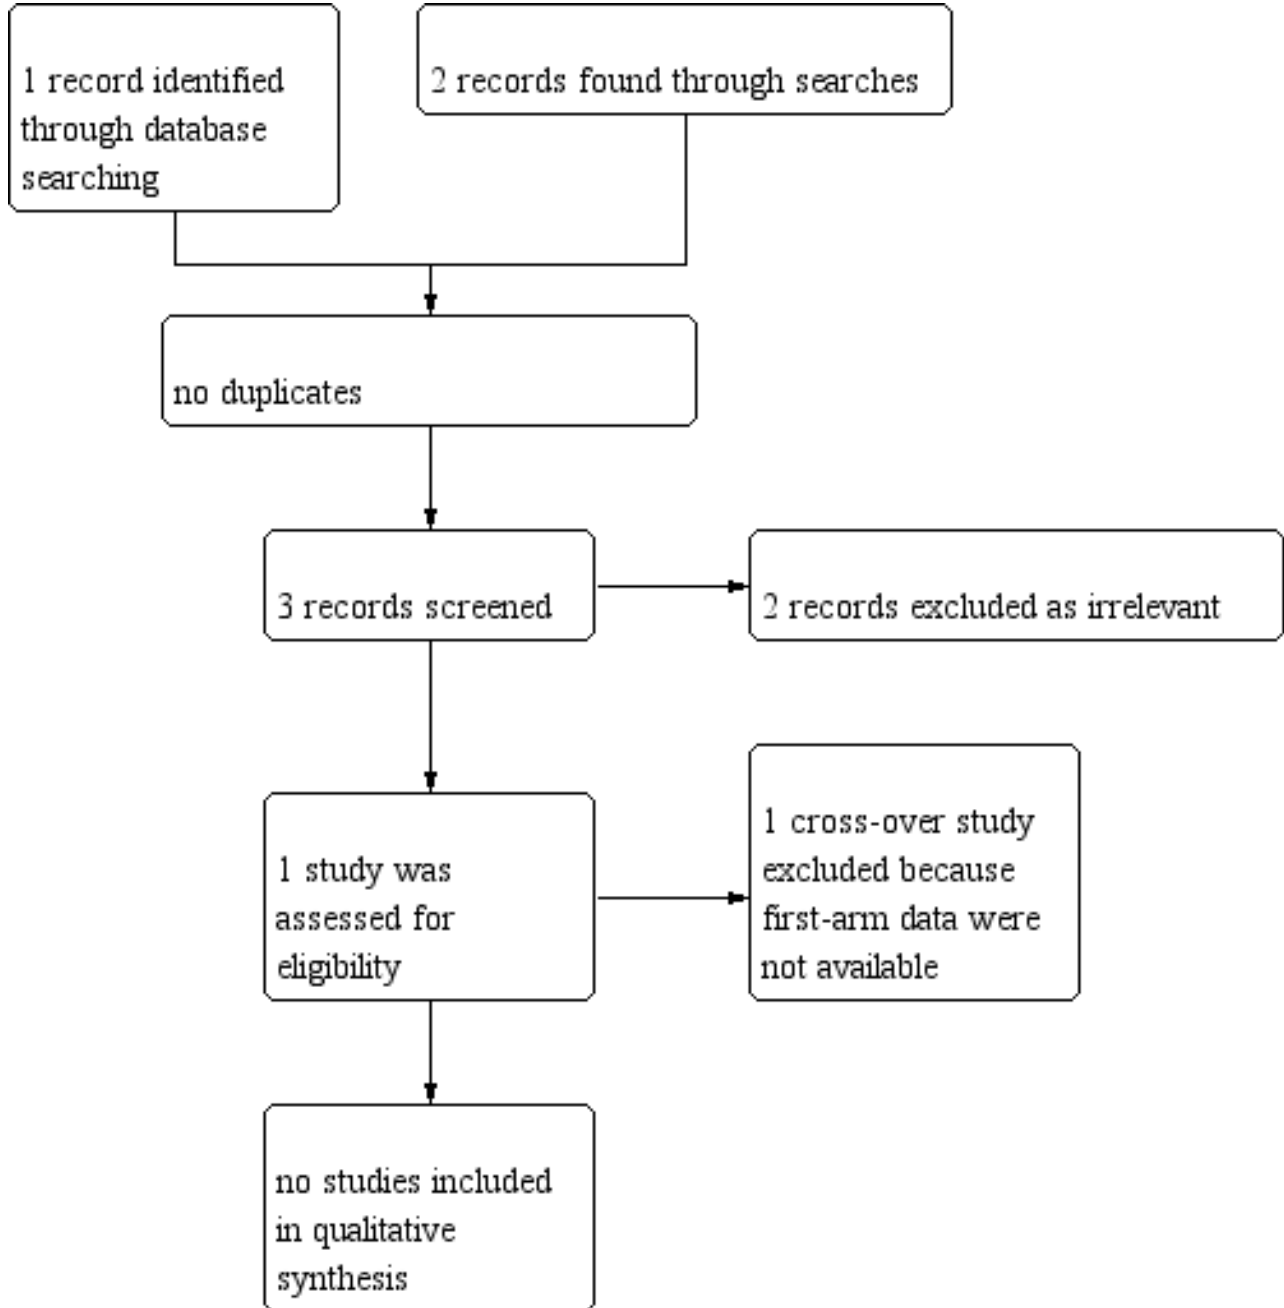 1 record identified
through database
searching
2 records found through searches
no duplicates
3 records screened
2 records excluded as irrelevant
1 study was
assessed for
eligibility
1 cross-over study
excluded because
first-arm data were
not available
no studies included
in qualitative
synthesis